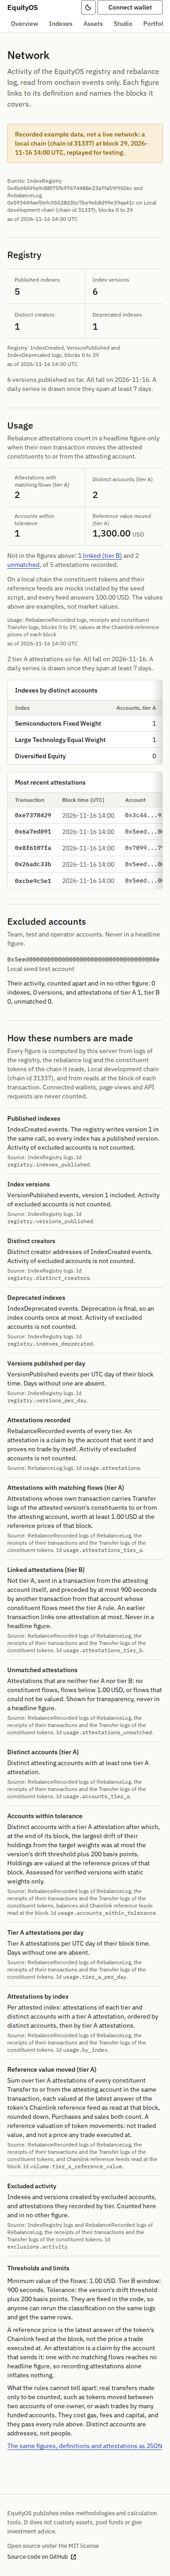 EquityOS
Connect wallet
Overview Indexes Assets Studio Portfol
Network
Activity of the EquityOS registry and rebalance
log, read from onchain events only. Each figure
links to its definition and names the blocks it
covers.
Recorded example data, not a live network: a
local chain (chain id 31337) at block 29, 2026-
11-16 14:00 UTC, replayed for testing.
Events: IndexRegistry
and
RebalanceLog
on Local
development chain (chain id 31337), blocks 0 to 29
as of 2026-11-16 14:00 UTC
Registry
Published indexes
5
Index versions
6
Distinct creators
1
Deprecated indexes
1
Registry: IndexCreated, VersionPublished and
IndexDeprecated logs, blocks 0 to 29
as of 2026-11-16 14:00 UTC
6 versions published so far. All fall on 2026-11-16. A
daily series is drawn once they span at least 7 days.
Usage
Rebalance attestations count in a headline figure only
when their own transaction moves the attested
constituents to or from the attesting account.
Attestations with
matching flows (tier A)
2
Distinct accounts (tier A)
2
Accounts within
tolerance
1
Reference value moved
(tier A)
1,300.00 USD
Not in the figures above: 1 linked (tier B) and 2
unmatched, of 5 attestations recorded.
On a local chain the constituent tokens and their
reference feeds are mocks installed by the seed
script, and every feed answers 100.00 USD. The values
above are examples, not market values.
Usage: RebalanceRecorded logs, receipts and constituent
Transfer logs, blocks 0 to 29; values at the Chainlink reference
prices of each block
as of 2026-11-16 14:00 UTC
2 tier A attestations so far. All fall on 2026-11-16. A
daily series is drawn once they span at least 7 days.
Indexes by distinct accounts
Index Accounts, tier A
Semiconductors Fixed Weight 1
Large Technology Equal Weight 1
Diversified Equity 0
Most recent attestations
Transaction Block time (UTC) Account
0xe7378429 2026-11-16 14:00 0x3c44...9
0x6a7ed891 2026-11-16 14:00 0x5eed...0
0x8f6107fa 2026-11-16 14:00 0x7099...7
0x26adc33b 2026-11-16 14:00 0x5eed...0
0xcbe9c5e1 2026-11-16 14:00 0x5eed...0
Excluded accounts
Team, test and operator accounts. Never in a headline
figure.
Local seed test account
Their activity, counted apart and in no other figure: 0
indexes, 0 versions, and attestations of tier A 1, tier B
0, unmatched 0.
How these numbers are made
Every figure is computed by this server from logs of
the registry, the rebalance log and the constituent
tokens of the chain it reads, Local development chain
(chain id 31337), and from reads at the block of each
transaction. Connected wallets, page views and API
requests are never counted.
Published indexes
IndexCreated events. The registry writes version 1 in
the same call, so every index has a published version.
Activity of excluded accounts is not counted.
Source: IndexRegistry logs. Id
registry.indexes_published.
Index versions
VersionPublished events, version 1 included. Activity
of excluded accounts is not counted.
Source: IndexRegistry logs. Id
registry.versions_published.
Distinct creators
Distinct creator addresses of IndexCreated events.
Activity of excluded accounts is not counted.
Source: IndexRegistry logs. Id
registry.distinct_creators.
Deprecated indexes
IndexDeprecated events. Deprecation is final, so an
index counts once at most. Activity of excluded
accounts is not counted.
Source: IndexRegistry logs. Id
registry.indexes_deprecated.
Versions published per day
VersionPublished events per UTC day of their block
time. Days without one are absent.
Source: IndexRegistry logs. Id
registry.versions_per_day.
Attestations recorded
RebalanceRecorded events of every tier. An
attestation is a claim by the account that sent it and
proves no trade by itself. Activity of excluded
accounts is not counted.
Source: RebalanceLog logs. Id usage.attestations.
Attestations with matching flows (tier A)
Attestations whose own transaction carries Transfer
logs of the attested version's constituents to or from
the attesting account, worth at least 1.00 USD at the
reference prices of that block.
Source: RebalanceRecorded logs of RebalanceLog, the
receipts of their transactions and the Transfer logs of the
constituent tokens. Id usage.attestations_tier_a.
Linked attestations (tier B)
Not tier A, sent in a transaction from the attesting
account itself, and preceded by at most 900 seconds
by another transaction from that account whose
constituent flows meet the tier A rule. An earlier
transaction links one attestation at most. Never in a
headline figure.
Source: RebalanceRecorded logs of RebalanceLog, the
receipts of their transactions and the Transfer logs of the
constituent tokens. Id usage.attestations_tier_b.
Unmatched attestations
Attestations that are neither tier A nor tier B: no
constituent flows, flows below 1.00 USD, or flows that
could not be valued. Shown for transparency, never in
a headline figure.
Source: RebalanceRecorded logs of RebalanceLog, the
receipts of their transactions and the Transfer logs of the
constituent tokens. Id usage.attestations_unmatched.
Distinct accounts (tier A)
Distinct attesting accounts with at least one tier A
attestation.
Source: RebalanceRecorded logs of RebalanceLog, the
receipts of their transactions and the Transfer logs of the
constituent tokens. Id usage.accounts_tier_a.
Accounts within tolerance
Distinct accounts with a tier A attestation after which,
at the end of its block, the largest drift of their
holdings from the target weights was at most the
version's drift threshold plus 200 basis points.
Holdings are valued at the reference prices of that
block. Assessed for verified versions with static
weights only.
Source: RebalanceRecorded logs of RebalanceLog, the
receipts of their transactions and the Transfer logs of the
constituent tokens, balances and Chainlink reference feeds
read at the block. Id usage.accounts_within_tolerance.
Tier A attestations per day
Tier A attestations per UTC day of their block time.
Days without one are absent.
Source: RebalanceRecorded logs of RebalanceLog, the
receipts of their transactions and the Transfer logs of the
constituent tokens. Id usage.tier_a_per_day.
Attestations by index
Per attested index: attestations of each tier and
distinct accounts with a tier A attestation, ordered by
distinct accounts, then by tier A attestations.
Source: RebalanceRecorded logs of RebalanceLog, the
receipts of their transactions and the Transfer logs of the
constituent tokens. Id usage.by_index.
Reference value moved (tier A)
Sum over tier A attestations of every constituent
Transfer to or from the attesting account in the same
transaction, each valued at the latest answer of the
token's Chainlink reference feed as read at that block,
rounded down. Purchases and sales both count. A
reference valuation of token movements: not traded
value, and not a price any trade executed at.
Source: RebalanceRecorded logs of RebalanceLog, the
receipts of their transactions and the Transfer logs of the
constituent tokens, and Chainlink reference feeds read at the
block. Id volume.tier_a_reference_value.
Excluded activity
Indexes and versions created by excluded accounts,
and attestations they recorded by tier. Counted here
and in no other figure.
Source: IndexRegistry logs and RebalanceRecorded logs of
RebalanceLog, the receipts of their transactions and the
Transfer logs of the constituent tokens. Id
exclusions.activity.
Thresholds and limits
Minimum value of the flows: 1.00 USD. Tier B window:
900 seconds. Tolerance: the version's drift threshold
plus 200 basis points. They are fixed in the code, so
anyone can rerun the classification on the same logs
and get the same rows.
A reference price is the latest answer of the token's
Chainlink feed at the block, not the price a trade
executed at. An attestation is a claim by the account
that sends it: one with no matching flows reaches no
headline figure, so recording attestations alone
inflates nothing.
What the rules cannot tell apart: real transfers made
only to be counted, such as tokens moved between
two accounts of one owner, or wash trades by many
funded accounts. They cost gas, fees and capital, and
they pass every rule above. Distinct accounts are
addresses, not people.
The same figures, definitions and attestations as JSON
EquityOS publishes index methodologies and calculation
tools. It does not custody assets, pool funds or give
investment advice.
Open source under the MIT license
Source code on GitHub